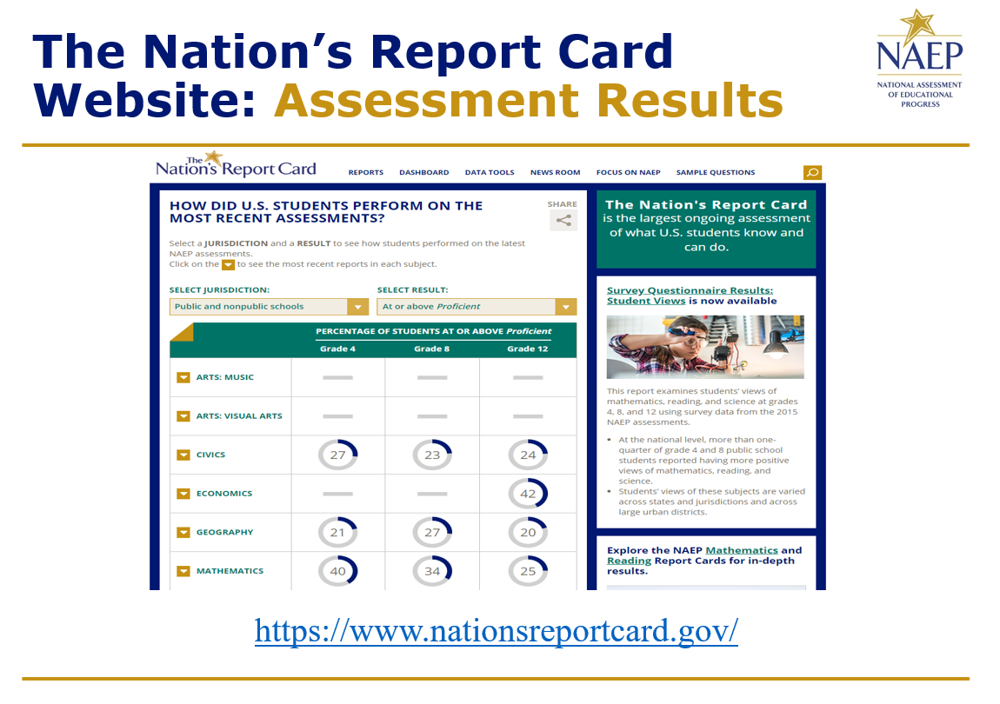 The Nation’s Report Card
Website: Assessment Results
NAEP
NATIONAL ASSESSMENT
OF EDUCATIONAL
PROGRESS
The
Nation's Report Card
REPORTS DASHBOARD DATA TOOLS NEWS ROOM FOCUS ON NAEP SAMPLE QUESTIONS
HOW DID U.S. STUDENTS PERFORM ON THE
MOST RECENT ASSESSMENTS?
SHARE
Select a JURISDICTION and a RESULT to see how students performed on the latest
NAEP assessments.
Click on the to see the most recent reports in each subject.
SELECT JURISDICTION: SELECT RESULT:
Public and nonpublic schools At or above Proficient
PERCENTAGE OF STUDENTS AT OR ABOVE Proficient
Grade 4 Grade 8 Grade 12
ARTS: MUSIC
ARTS: VISUAL ARTS
CIVICS 27 23 24
ECONOMICS 42
GEOGRAPHY 21 27 20
MATHEMATICS 40 34 25
The Nation's Report Card
is the largest ongoing assessment
of what U.S. students know and
can do.
Survey Questionnaire Results:
Student Views is now available
This report examines students’ views of
mathematics, reading, and science at grades
4, 8, and 12 using survey data from the 2015
NAEP assessments.
• At the national level, more than one-
quarter of grade 4 and 8 public school
students reported having more positive
views of mathematics, reading, and
science.
• Students’ views of these subjects are varied
across states and jurisdictions and across
large urban districts.
Explore the NAEP Mathematics and
Reading Report Cards for in-depth
results.
https://www.nationsreportcard.gov/